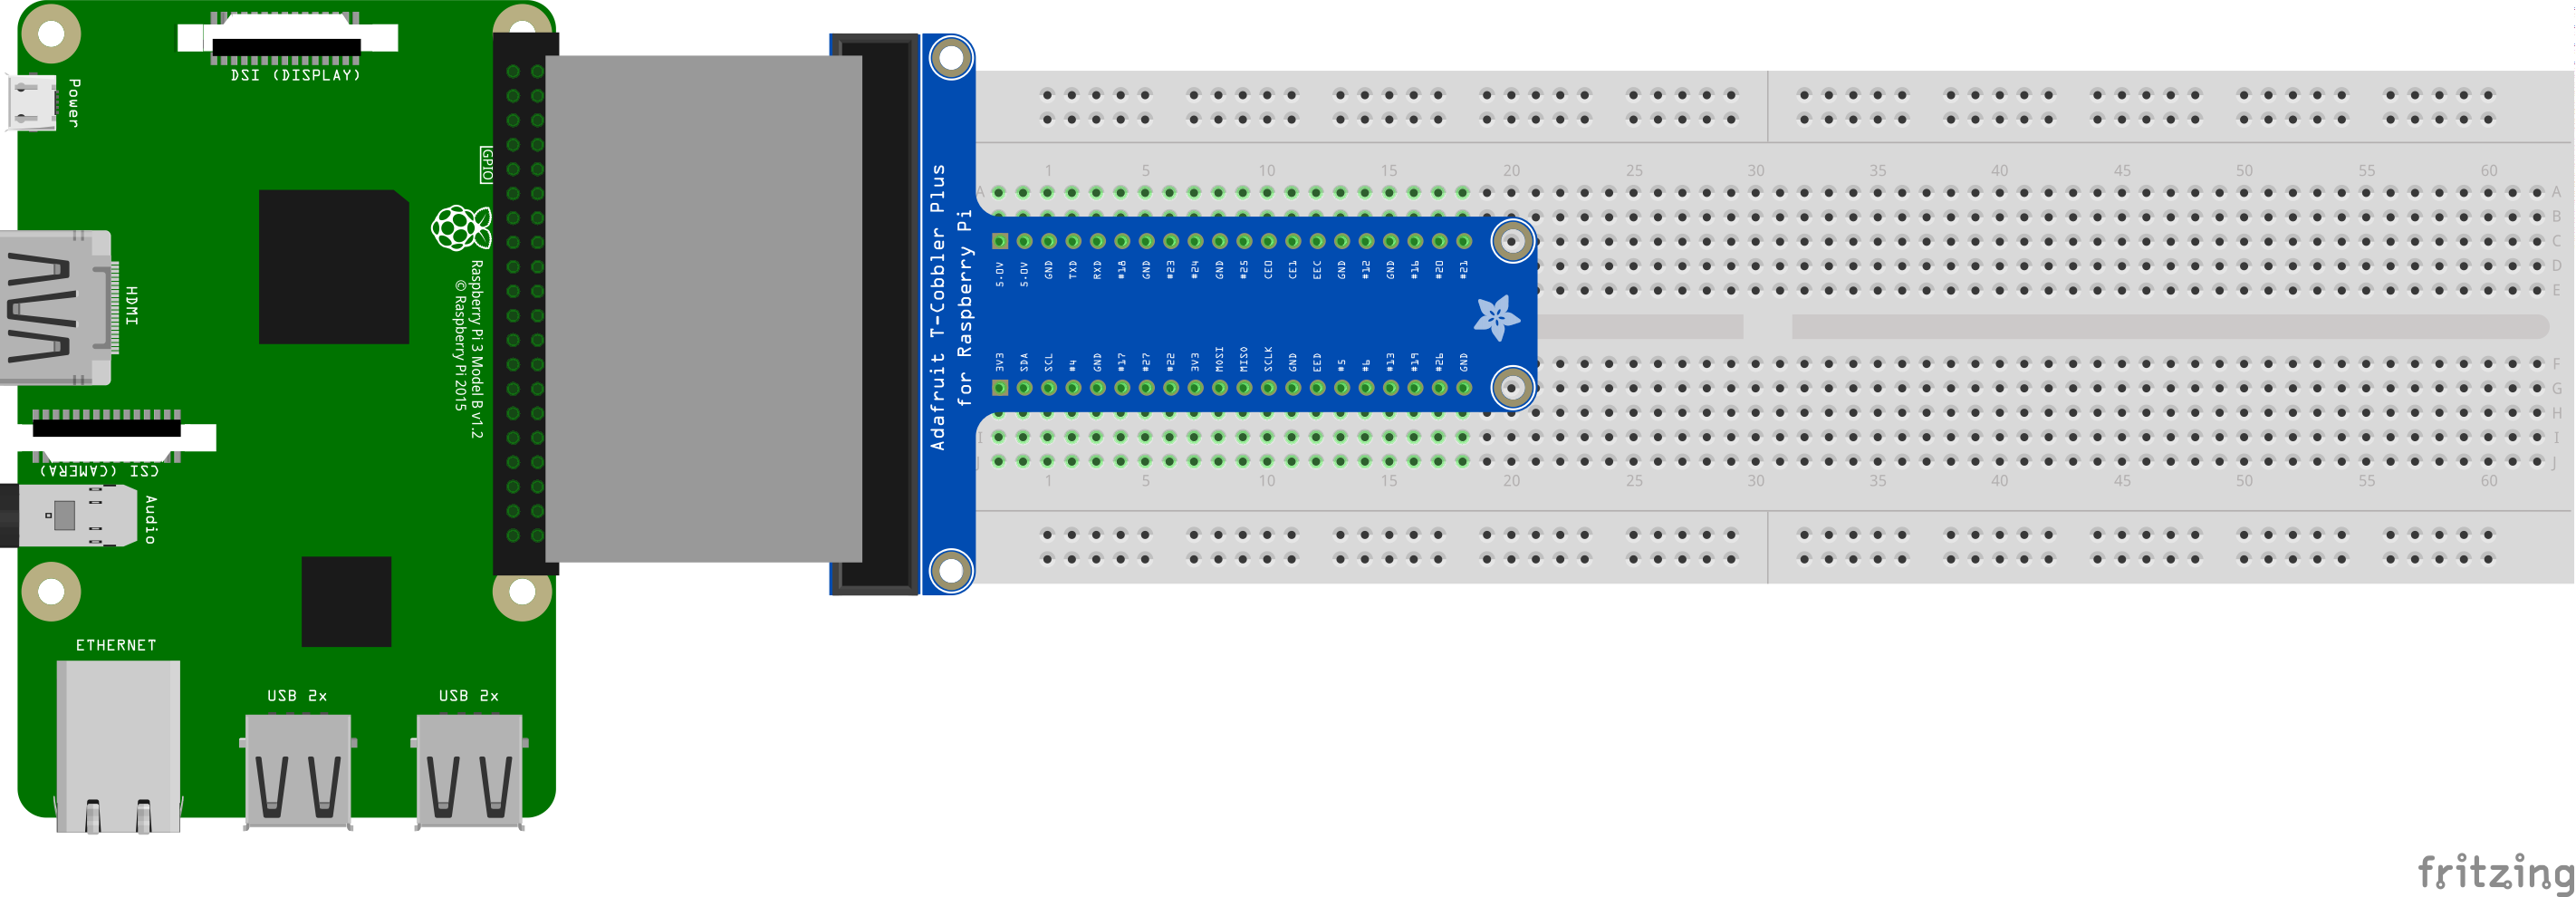 DSI (DISPLAY)
Power
GPIO
HDMI
Raspberry Pi 3 Model B v1.2
© Raspberry Pi 2015
CSI (CAMERA)
Audio
ETHERNET
USB 2x
USB 2x
Adafruit T-Cobbler Plus
for Raspberry Pi
5.0V 5.0V GND TXD RXD #18 GND #23 #24 GND #25 CE0 CE1 EEC GND #12 GND #16 #20 #21
3V3 SDA SCL #4 GND #17 #27 #22 3V3 MOSI MISO SCLK GND EED #5 #6 #13 #19 #26 GND
1 5 10 15 20 25 30 35 40 45 50 55 60
A
I
J
A
B
C
D
E
F
G
H
I
J
1 5 10 15 20 25 30 35 40 45 50 55 60
fritzing